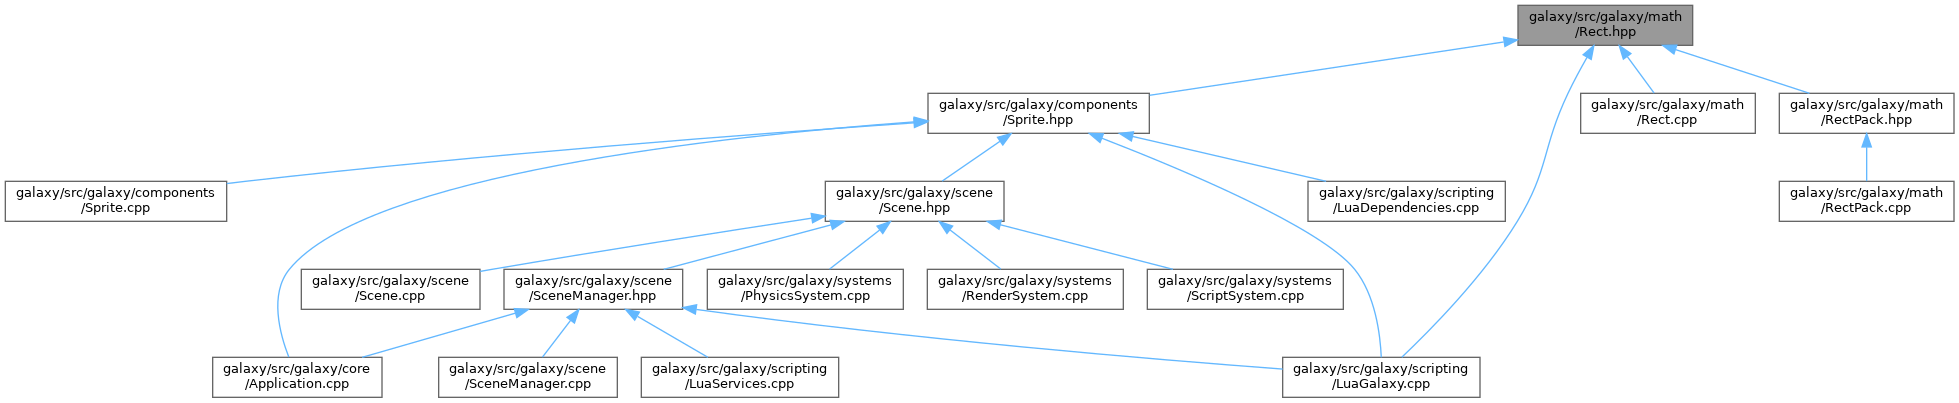 galaxy/src/galaxy/math
/Rect.hpp
galaxy/src/galaxy/components
/Sprite.hpp
galaxy/src/galaxy/math
/Rect.cpp
galaxy/src/galaxy/math
/RectPack.hpp
galaxy/src/galaxy/components
/Sprite.cpp
galaxy/src/galaxy/scene
/Scene.hpp
galaxy/src/galaxy/scripting
/LuaDependencies.cpp
galaxy/src/galaxy/math
/RectPack.cpp
galaxy/src/galaxy/scene
/Scene.cpp
galaxy/src/galaxy/scene
/SceneManager.hpp
galaxy/src/galaxy/systems
/PhysicsSystem.cpp
galaxy/src/galaxy/systems
/RenderSystem.cpp
galaxy/src/galaxy/systems
/ScriptSystem.cpp
galaxy/src/galaxy/core
/Application.cpp
galaxy/src/galaxy/scene
/SceneManager.cpp
galaxy/src/galaxy/scripting
/LuaServices.cpp
galaxy/src/galaxy/scripting
/LuaGalaxy.cpp